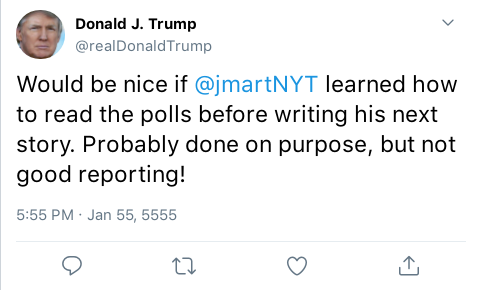 Donald J. Trump
@realDonaldTrump
Would be nice if @jmartNYT learned how
to read the polls before writing his next
story. Probably done on purpose, but not
good reporting!
5:55 PM · Jan 55, 5555